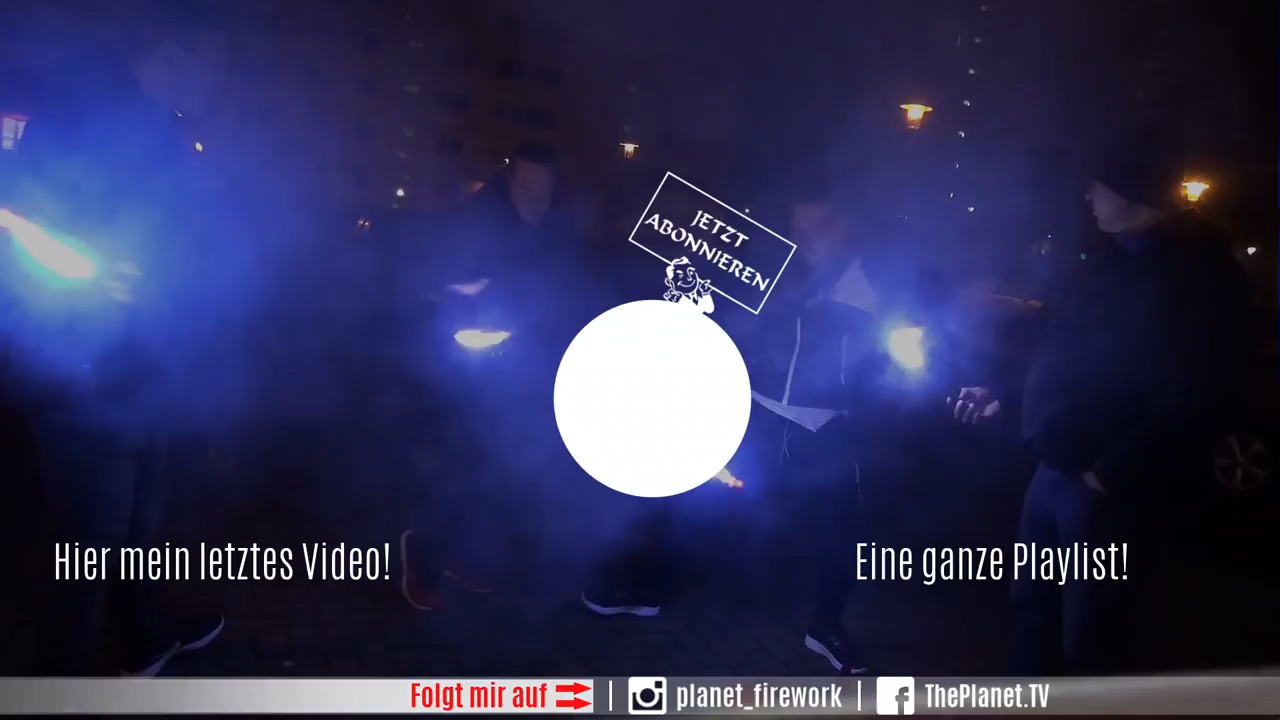 JETZT
ABONNIEREN
Hier mein letztes Video!
Eine ganze Playlist!
Folgt mir auf | planet_firework | ThePlanet.TV